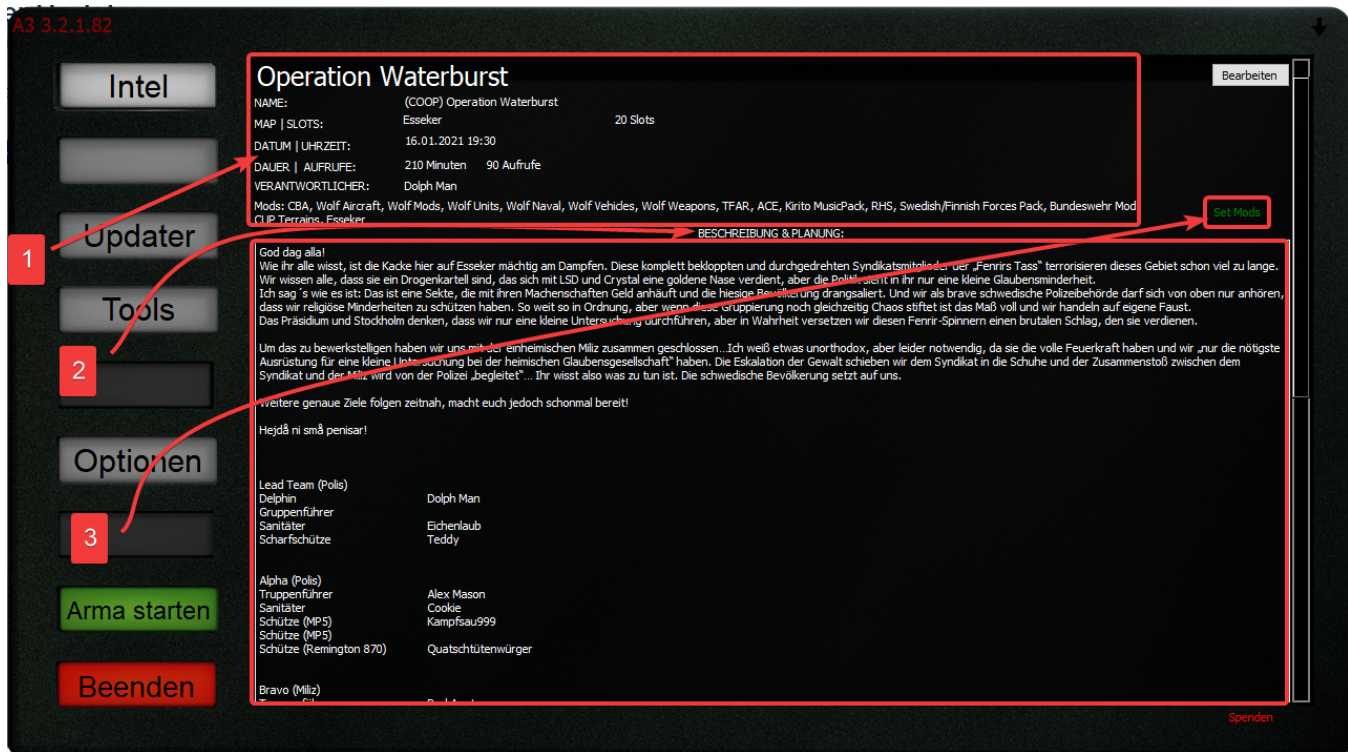 A3 3.2.1.82
Intel
Updater
Tools
Optionen
Arma starten
Beenden
1
2
3
Operation Waterburst
Bearbeiten
NAME: (COOP) Operation Waterburst
MAP | SLOTS: Esseker 20 Slots
DATUM | UHRZEIT: 16.01.2021 19:30
DAUER | AUFRUFE: 210 Minuten 90 Aufrufe
VERANTWORTLICHER: Dolph Man
Mods: CBA, Wolf Aircraft, Wolf Mods, Wolf Units, Wolf Naval, Wolf Vehicles, Wolf Weapons, TFAR, ACE, Kirito MusicPack, RHS, Swedish/Finnish Forces Pack, Bundeswehr Mod
CUP Terrains, Esseker
Set Mods
BESCHREIBUNG & PLANUNG:
God dag alla!
Wie ihr alle wisst, ist die Kacke hier auf Esseker mächtig am Dampfen. Diese komplett bekloppten und durchgedrehten Syndikatsmitglieder der „Fenrirs Tass" terrorisieren dieses Gebiet schon viel zu lange.
Wir wissen alle, dass sie ein Drogenkartell sind, das sich mit LSD und Crystal eine goldene Nase verdient, aber die Politik sieht in ihr nur eine kleine Glaubensminderheit.
Ich sag´s wie es ist: Das ist eine Sekte, die mit ihren Machenschaften Geld anhäuft und die hiesige Bevölkerung drangsaliert. Und wir als brave schwedische Polizeibehörde darf sich von oben nur anhören,
dass wir religiöse Minderheiten zu schützen haben. So weit so in Ordnung, aber wenn diese Gruppierung noch gleichzeitig Chaos stiftet ist das Maß voll und wir handeln auf eigene Faust.
Das Präsidium und Stockholm denken, dass wir nur eine kleine Untersuchung durchführen, aber in Wahrheit versetzen wir diesen Fenrir-Spinnern einen brutalen Schlag, den sie verdienen.
Um das zu bewerkstelligen haben wir uns mit der einheimischen Miliz zusammen geschlossen...Ich weiß etwas unorthodox, aber leider notwendig, da sie die volle Feuerkraft haben und wir „nur die nötigste
Ausrüstung für eine kleine Untersuchung bei der heimischen Glaubensgesellschaft" haben. Die Eskalation der Gewalt schieben wir dem Syndikat in die Schuhe und der Zusammenstoß zwischen dem
Syndikat und der Miliz wird von der Polizei „begleitet"... Ihr wisst also was zu tun ist. Die schwedische Bevölkerung setzt auf uns.
Weitere genaue Ziele folgen zeitnah, macht euch jedoch schonmal bereit!
Hejdå ni små penisar!
Lead Team (Polis)
Delphin Dolph Man
Gruppenführer
Sanitäter Eichenlaub
Scharfschütze Teddy
Alpha (Polis)
Truppenführer Alex Mason
Sanitäter Cookie
Schütze (MP5) Kampfsau999
Schütze (MP5)
Schütze (Remington 870) Quatschtütenwürger
Bravo (Miliz)
Spenden